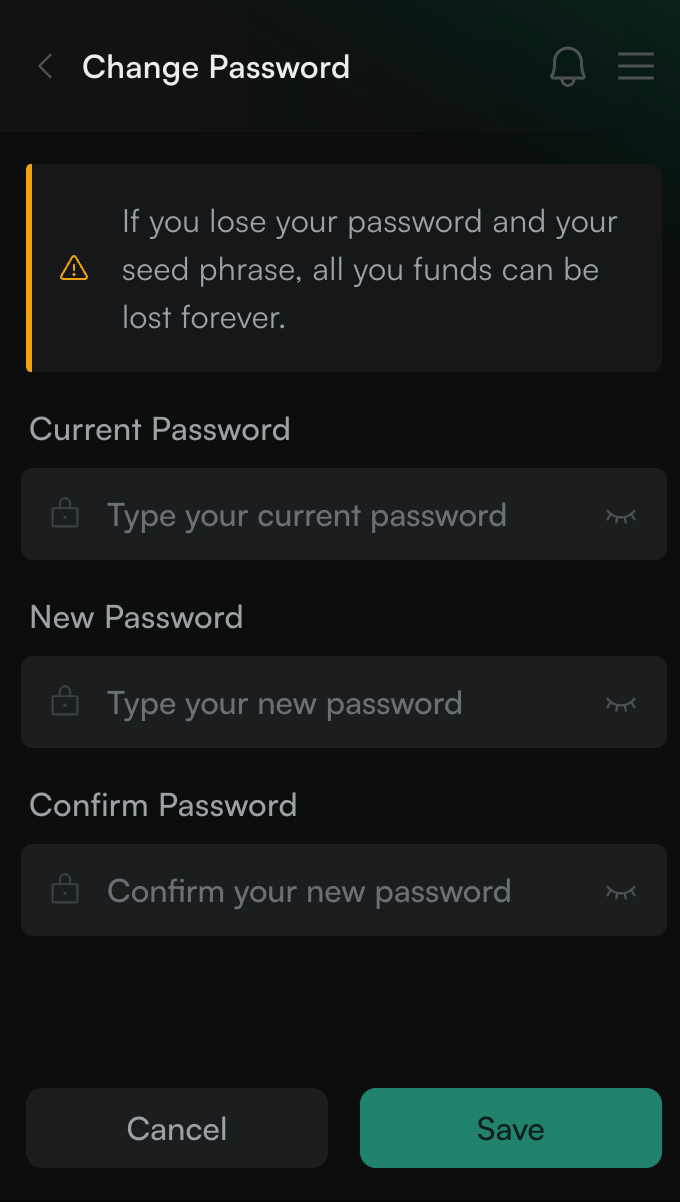 Change Password
If you lose your password and your
seed phrase, all you funds can be
lost forever.
Current Password
Type your current password
New Password
Type your new password
Confirm Password
Confirm your new password
Cancel
Save